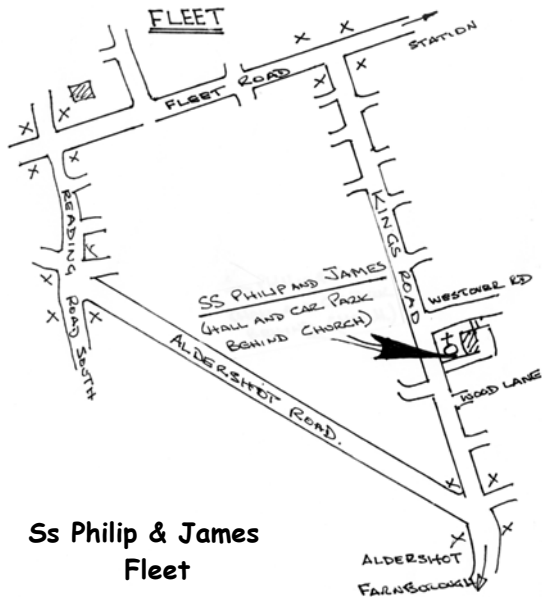 FLEET
STATION
FLEET ROAD
READING ROAD SOUTH
KINGS ROAD
SS PHILIP AND JAMES
(HALL AND CAR PARK
BEHIND CHURCH)
WESTOVER RD
ALDERSHOT ROAD.
WOOD LANE
Ss Philip & James
Fleet
ALDERSHOT
FARNBOROUGH